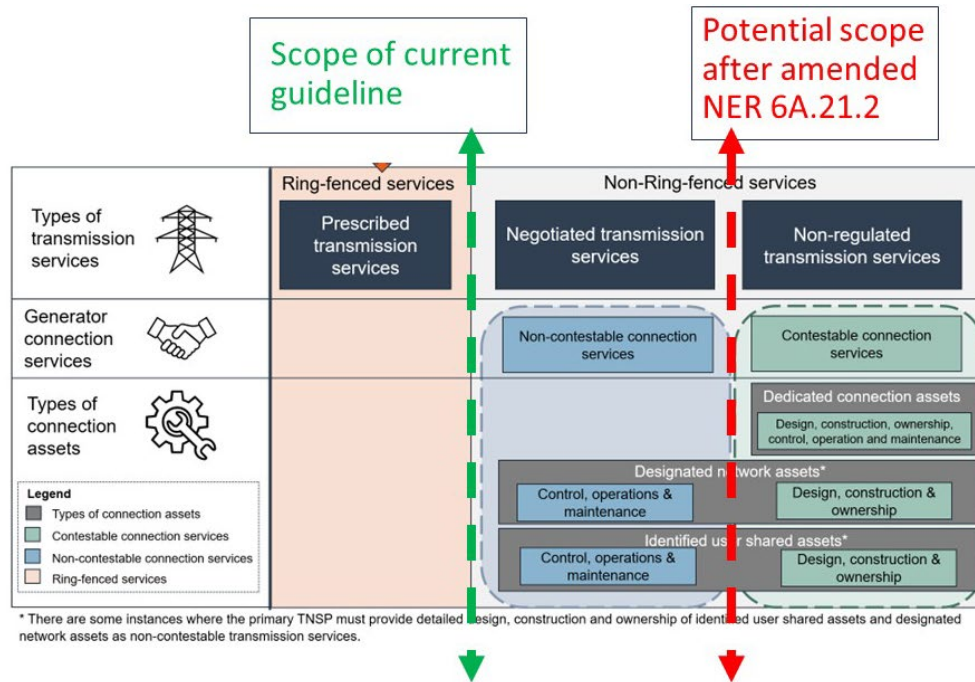 Scope of current
guideline
Potential scope
after amended
NER 6A.21.2
Ring-fenced services
Non-Ring-fenced services
Types of
transmission
services
Prescribed
transmission
services
Negotiated transmission
services
Non-regulated
transmission services
Generator
connection
services
Non-contestable connection
services
Contestable connection
services
Types of
connection
assets
Dedicated connection assets
Design, construction, ownership,
control, operation and maintenance
Designated network assets*
Control, operations &
maintenance
Design, construction &
ownership
Identified user shared assets*
Control, operations &
maintenance
Design, construction &
ownership
Legend
Types of connection assets
Contestable connection services
Non-contestable connection services
Ring-fenced services
* There are some instances where the primary TNSP must provide detailed design, construction and ownership of identified user shared assets and designated
network assets as non-contestable transmission services.